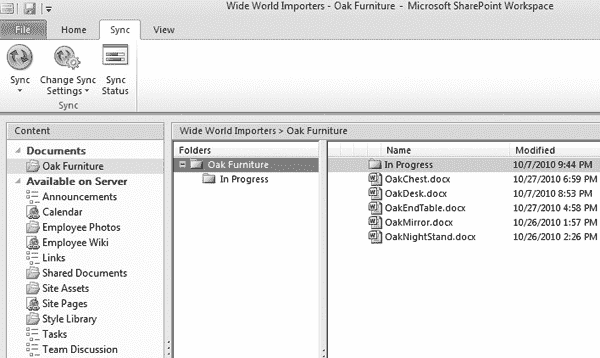 Wide World Importers - Oak Furniture - Microsoft SharePoint Workspace
File Home Sync View
Sync Change Sync Settings Sync Status
Sync
Content
Documents
Oak Furniture
Available on Server
Announcements
Calendar
Employee Photos
Employee Wiki
Links
Shared Documents
Site Assets
Site Pages
Style Library
Tasks
Team Discussion
Wide World Importers > Oak Furniture
Folders
Oak Furniture
In Progress
Name Modified
In Progress 10/7/2010 9:44 PM
OakChest.docx 10/27/2010 6:59 PM
OakDesk.docx 10/7/2010 8:53 PM
OakEndTable.docx 10/27/2010 4:58 PM
OakMirror.docx 10/26/2010 1:57 PM
OakNightStand.docx 10/26/2010 2:26 PM